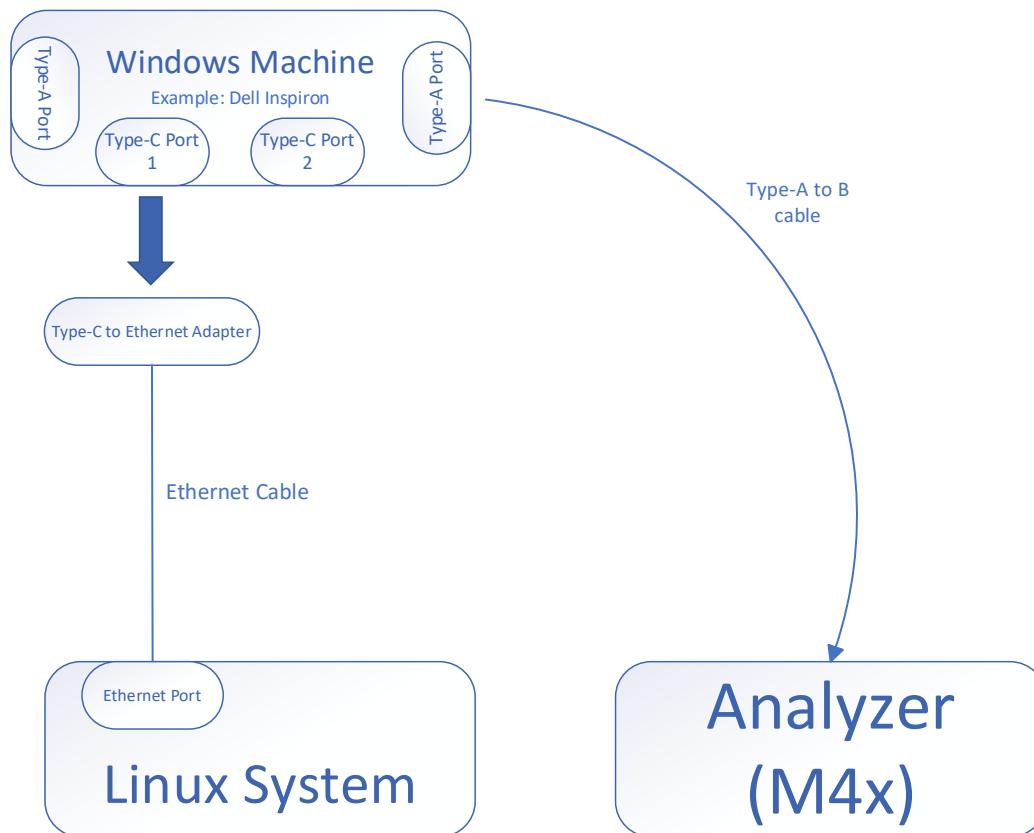 Type-A Port
Windows Machine
Example: Dell Inspiron
Type-A Port
Type-C Port
1
Type-C Port
2
Type-A to B
cable
Type-C to Ethernet Adapter
Ethernet Cable
Ethernet Port
Linux System
Analyzer
(M4x)